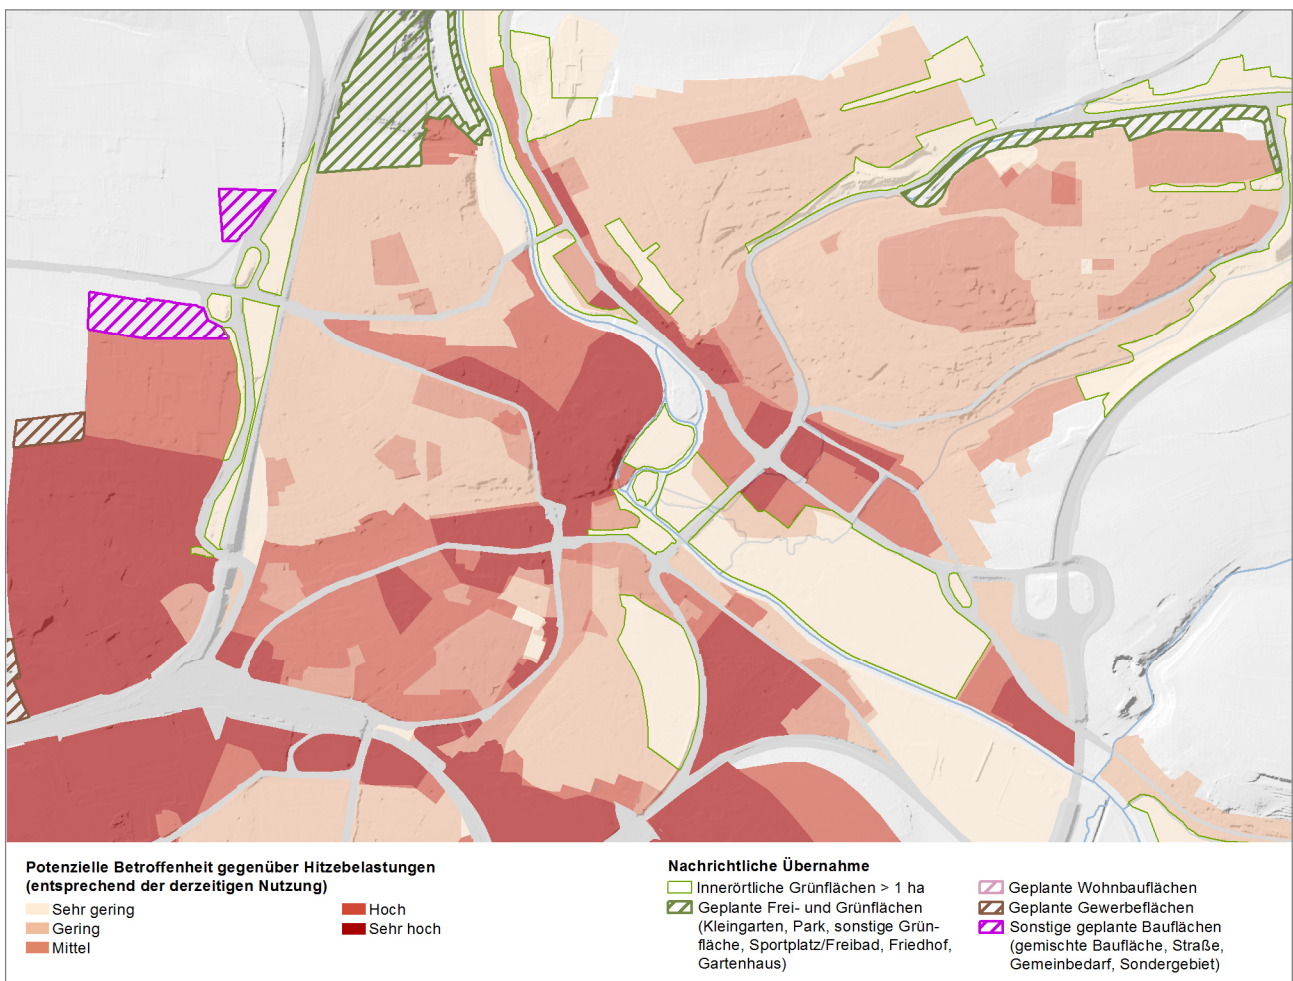 Potenzielle Betroffenheit gegenüber Hitzebelastungen
(entsprechend der derzeitigen Nutzung)
Sehr gering
Gering
Mittel
Hoch
Sehr hoch
Nachrichtliche Übernahme
Innerörtliche Grünflächen > 1 ha
Geplante Frei- und Grünflächen
(Kleingarten, Park, sonstige Grün-
fläche, Sportplatz/Freibad, Friedhof,
Gartenhaus)
Geplante Wohnbauflächen
Geplante Gewerbeflächen
Sonstige geplante Bauflächen
(gemischte Baufläche, Straße,
Gemeinbedarf, Sondergebiet)